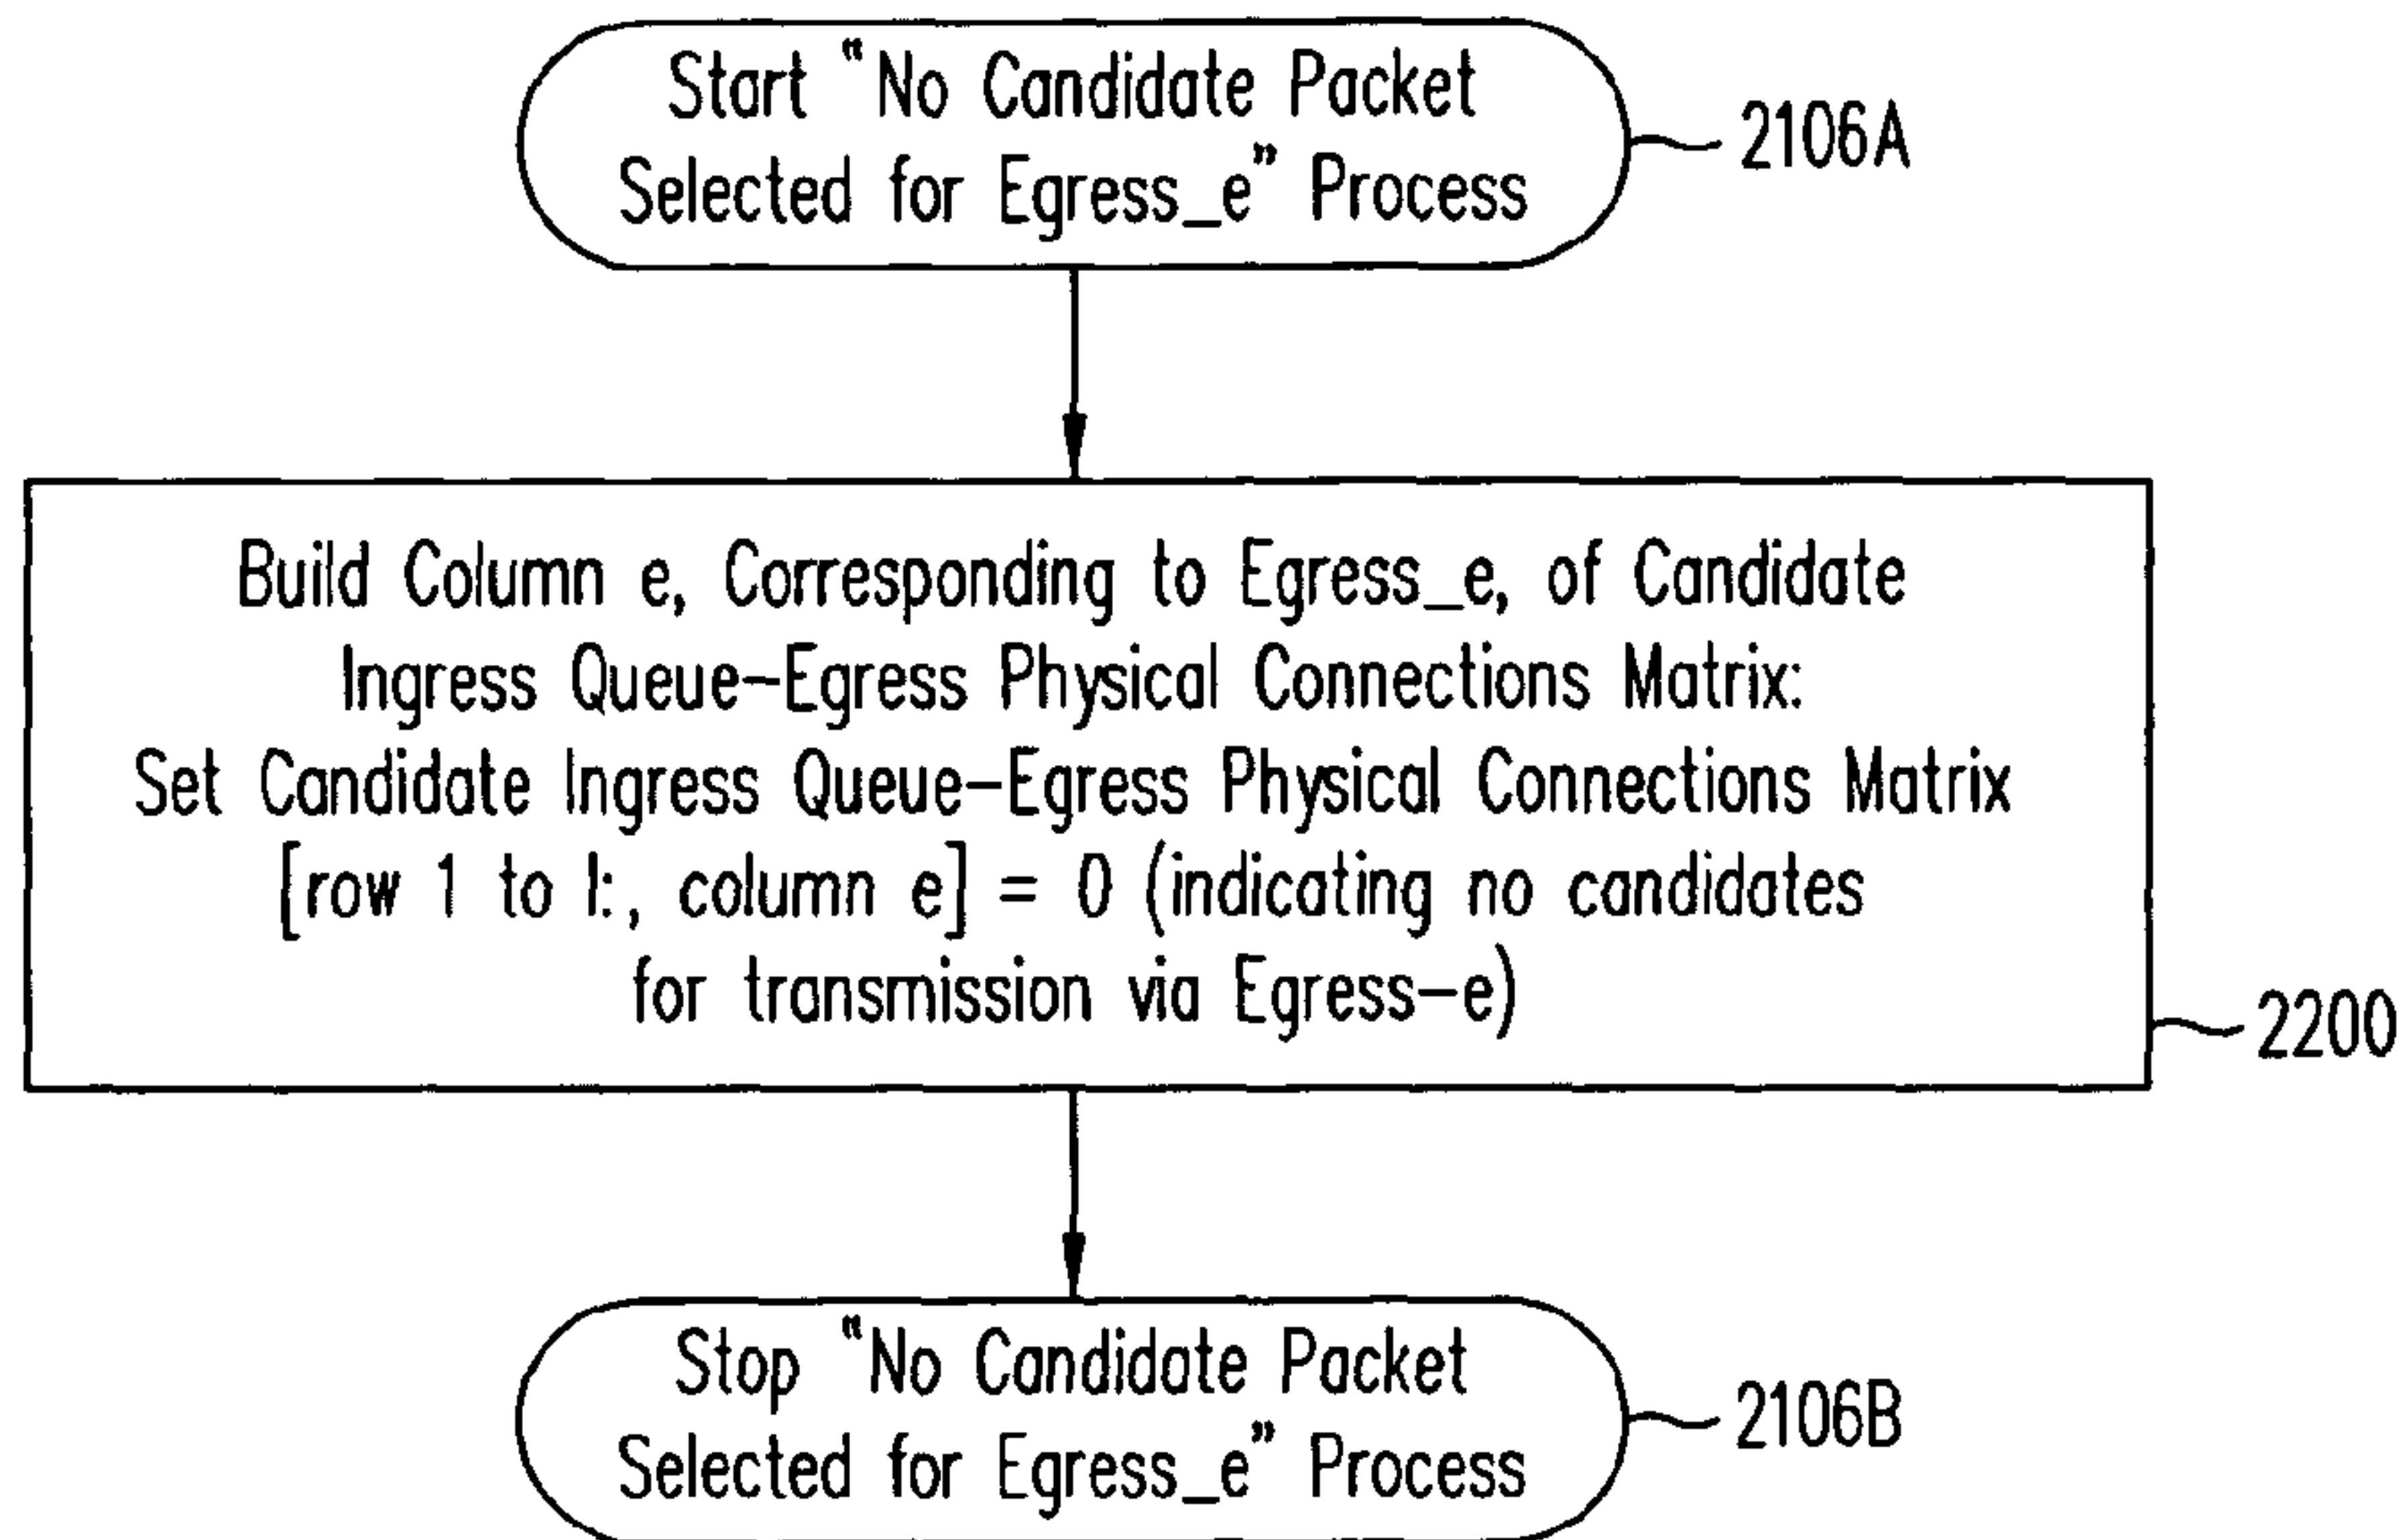 Start "No Candidate Packet
Selected for Egress_e" Process
2106A
Build Column e, Corresponding to Egress_e, of Candidate
Ingress Queue–Egress Physical Connections Matrix:
Set Candidate Ingress Queue–Egress Physical Connections Matrix
[row 1 to I:, column e] = 0 (indicating no candidates
for transmission via Egress–e)
2200
Stop "No Candidate Packet
Selected for Egress_e" Process
2106B